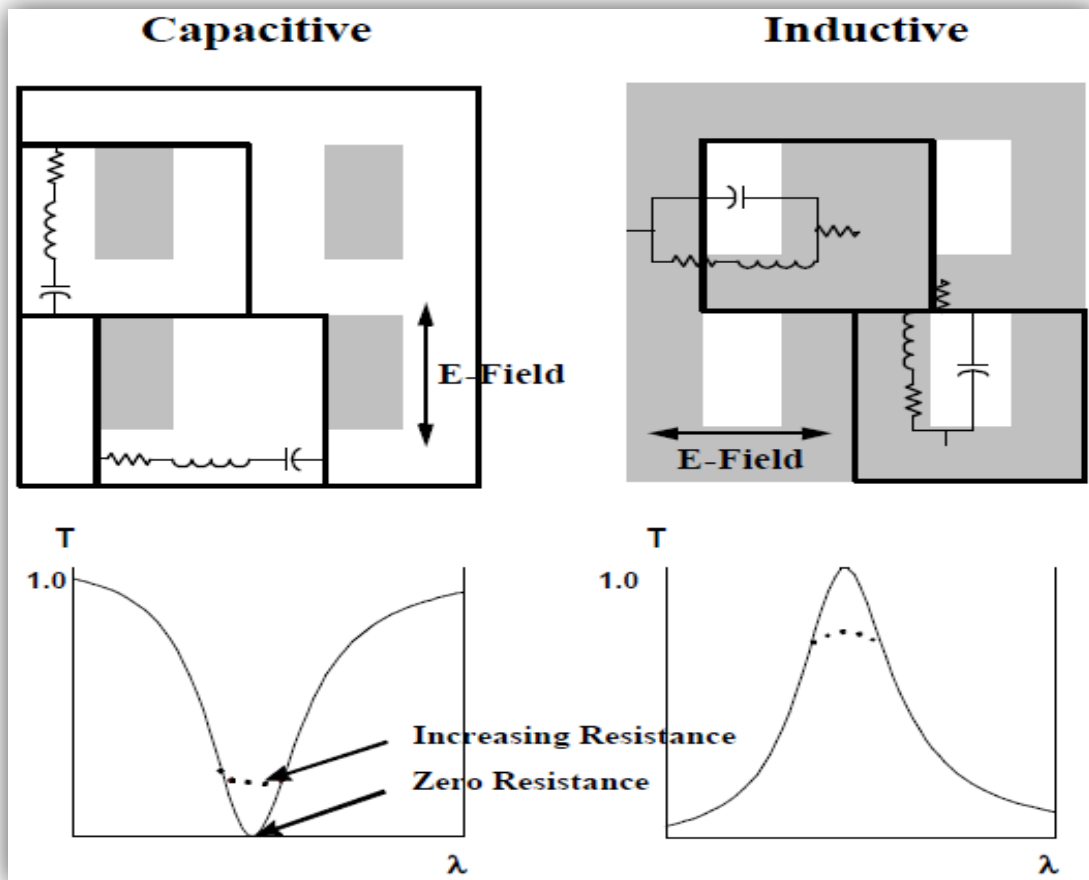 Capacitive
Inductive
E-Field
E-Field
T
1.0
λ
Increasing Resistance
Zero Resistance
T
1.0
λ